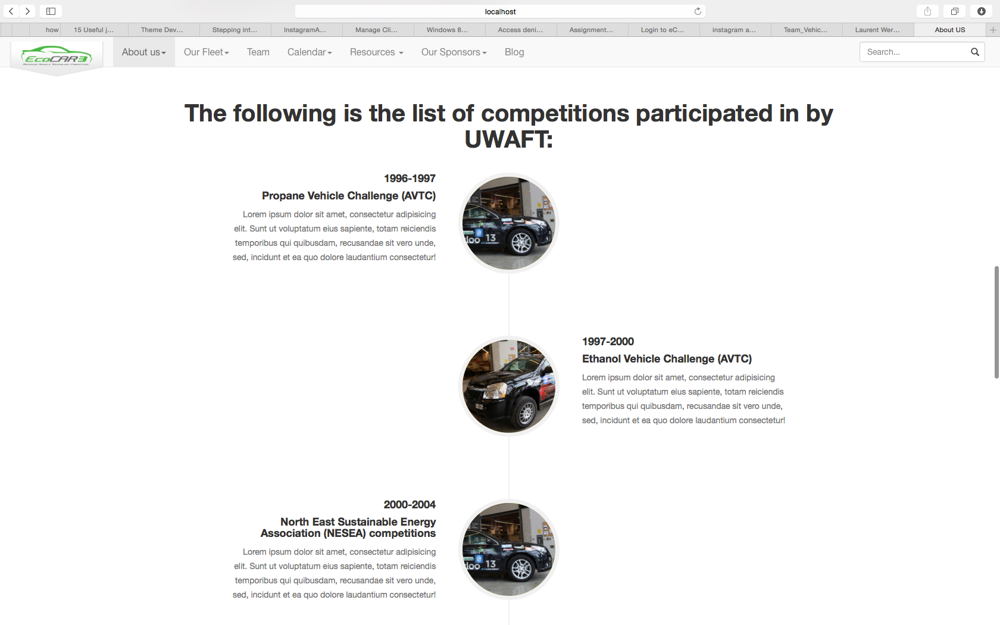 localhost
how
15 Useful j...
Theme Dev...
Stepping int...
InstagramA...
Manage Cli...
Windows 8...
Access deni...
Assignment...
Login to eC...
instagram a...
Team_Vehic...
Laurent Wer...
About US
EcoCAR3
About us
Our Fleet
Team
Calendar
Resources
Our Sponsors
Blog
Search...
The following is the list of competitions participated in by
UWAFT:
1996-1997
Propane Vehicle Challenge (AVTC)
Lorem ipsum dolor sit amet, consectetur adipisicing
elit. Sunt ut voluptatum eius sapiente, totam reiciendis
temporibus qui quibusdam, recusandae sit vero unde,
sed, incidunt et ea quo dolore laudantium consectetur!
GM
loo 13
1997-2000
Ethanol Vehicle Challenge (AVTC)
Lorem ipsum dolor sit amet, consectetur adipisicing
elit. Sunt ut voluptatum eius sapiente, totam reiciendis
temporibus qui quibusdam, recusandae sit vero unde,
sed, incidunt et ea quo dolore laudantium consectetur!
2000-2004
North East Sustainable Energy
Association (NESEA) competitions
Lorem ipsum dolor sit amet, consectetur adipisicing
elit. Sunt ut voluptatum eius sapiente, totam reiciendis
temporibus qui quibusdam, recusandae sit vero unde,
sed, incidunt et ea quo dolore laudantium consectetur!
GM
loo 13